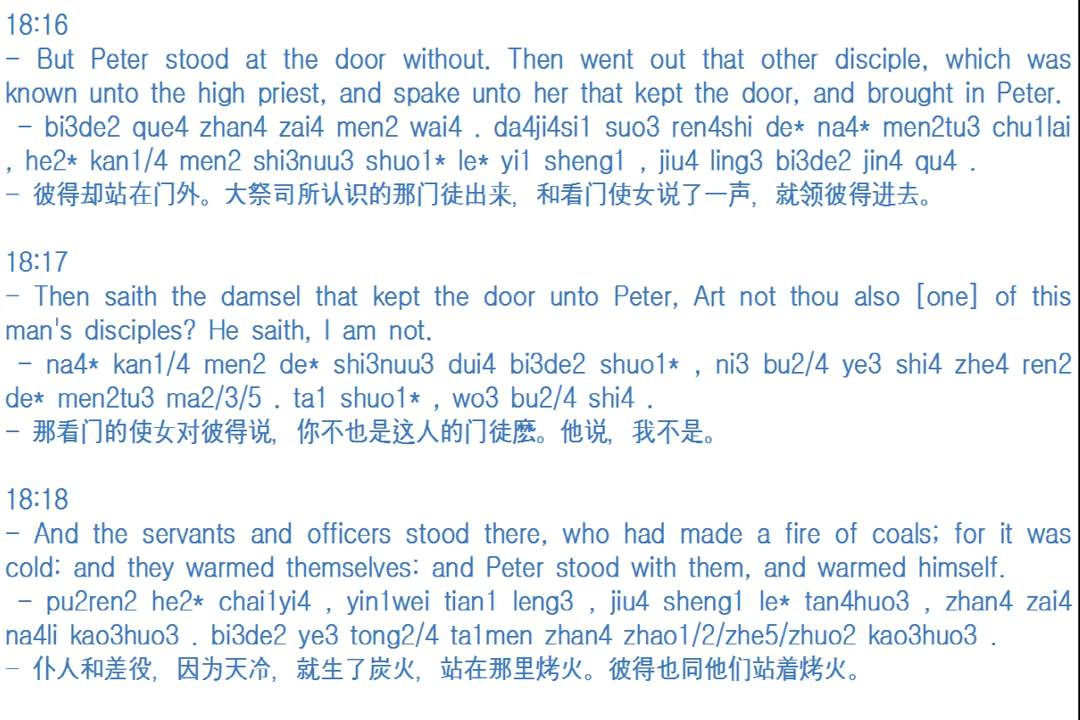 18:16
- But Peter stood at the door without. Then went out that other disciple, which was
known unto the high priest, and spake unto her that kept the door, and brought in Peter.
- bi3de2 que4 zhan4 zai4 men2 wai4 . da4ji4si1 suo3 ren4shi de* na4* men2tu3 chu1lai
, he2* kan1/4 men2 shi3nuu3 shuo1* le* yi1 sheng1 , jiu4 ling3 bi3de2 jin4 qu4 .
- 彼得却站在门外。大祭司所认识的那门徒出来，和看门使女说了一声，就领彼得进去。
18:17
- Then saith the damsel that kept the door unto Peter, Art not thou also [one] of this
man's disciples? He saith, I am not.
- na4* kan1/4 men2 de* shi3nuu3 dui4 bi3de2 shuo1* , ni3 bu2/4 ye3 shi4 zhe4 ren2
de* men2tu3 ma2/3/5 . ta1 shuo1* , wo3 bu2/4 shi4 .
- 那看门的使女对彼得说，你不也是这人的门徒麽。他说，我不是。
18:18
- And the servants and officers stood there, who had made a fire of coals; for it was
cold: and they warmed themselves: and Peter stood with them, and warmed himself.
- pu2ren2 he2* chai1yi4 , yin1wei tian1 leng3 , jiu4 sheng1 le* tan4huo3 , zhan4 zai4
na4li kao3huo3 . bi3de2 ye3 tong2/4 ta1men zhan4 zhao1/2/zhe5/zhuo2 kao3huo3 .
- 仆人和差役，因为天冷，就生了炭火，站在那里烤火。彼得也同他们站着烤火。